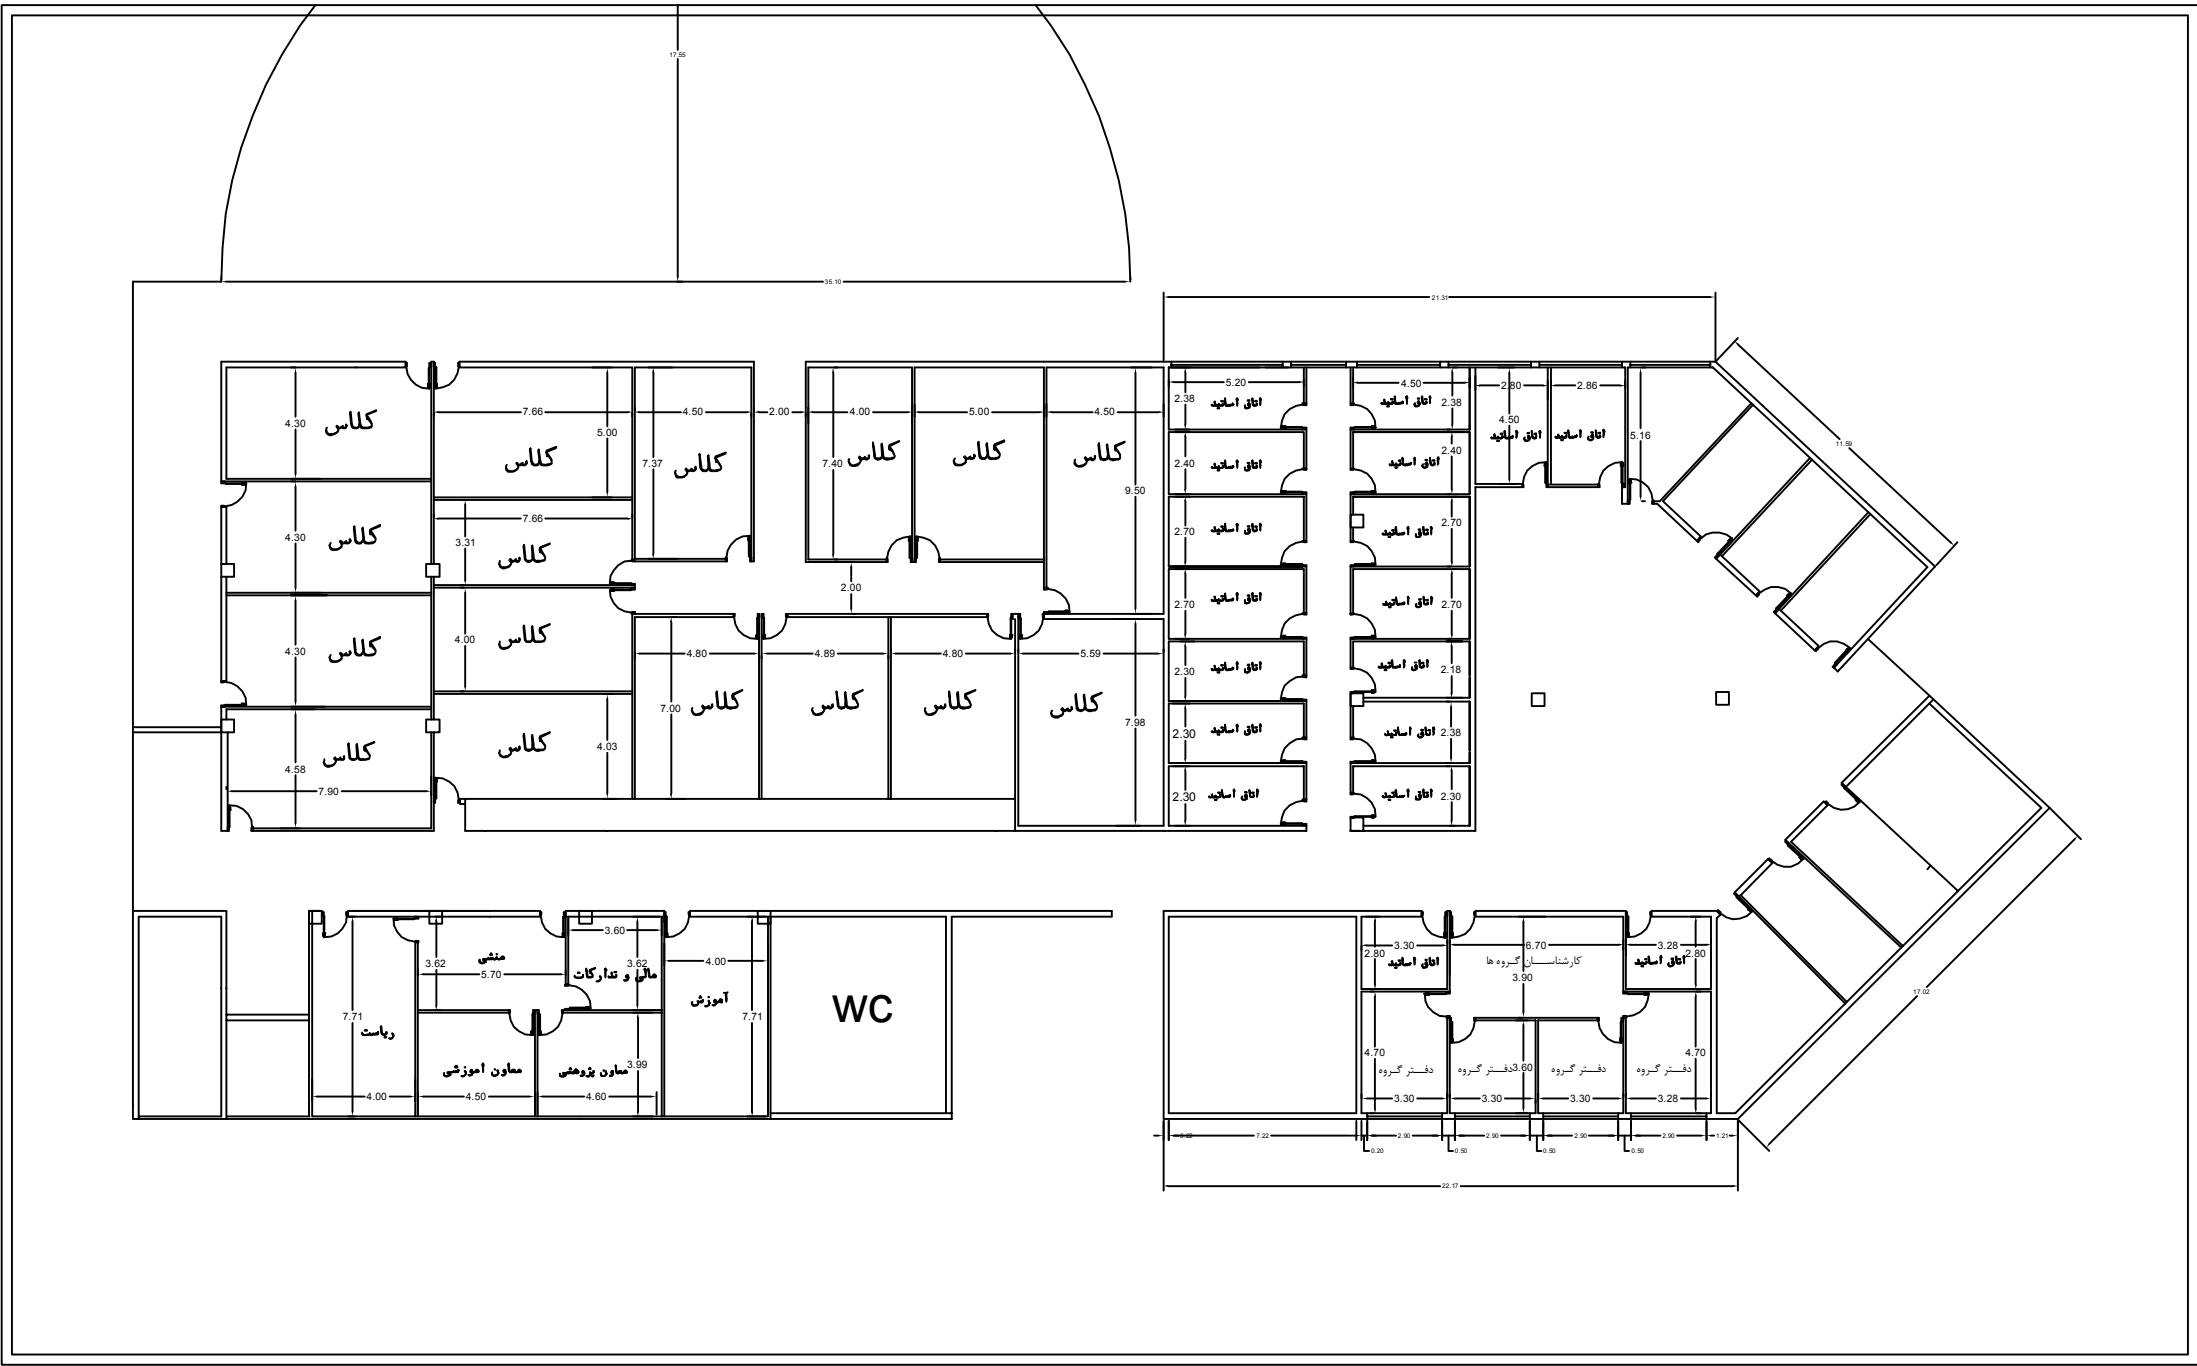 17.55
35.10
21.31
11.59
17.02
4.30
کلاس
7.66
5.00
کلاس
4.50
7.37
کلاس
2.00
4.00
7.40
کلاس
5.00
کلاس
4.50
9.50
کلاس
4.30
کلاس
7.66
3.31
کلاس
4.30
کلاس
4.00
کلاس
2.00
4.58
7.90
کلاس
4.03
کلاس
4.80
7.00
کلاس
4.89
کلاس
4.80
کلاس
5.59
7.98
کلاس
5.20
2.38
اتاق اساتید
2.40
اتاق اساتید
2.70
اتاق اساتید
2.70
اتاق اساتید
2.30
اتاق اساتید
2.30
اتاق اساتید
2.30
اتاق اساتید
4.50
اتاق اساتید
2.38
اتاق اساتید
2.40
اتاق اساتید
2.70
اتاق اساتید
2.70
اتاق اساتید
2.18
اتاق اساتید
2.38
اتاق اساتید
2.30
2.80
4.50
اتاق اساتید
2.86
اتاق اساتید
5.16
7.71
ریاست
4.00
3.62
منشی
5.70
3.60
3.62
مالی و تدارکات
معاون آموزشی
4.50
معاون پژوهشی
3.99
4.60
4.00
آموزش
7.71
WC
3.30
2.80
اتاق اساتید
6.70
کارشناسان گروه ها
3.90
3.28
2.80
اتاق اساتید
4.70
دفتر گروه
3.30
دفتر گروه
3.60
3.30
دفتر گروه
3.30
4.70
دفتر گروه
3.28
7.22
2.90
2.90
2.90
2.90
1.21
0.20
0.50
0.50
0.50
22.17